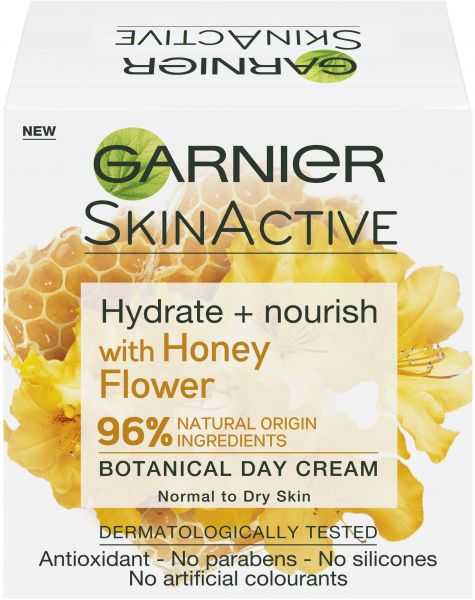 GARNIER
SKINACTIVE
NEW
GARNIER
SKINACTIVE
Hydrate + nourish
with Honey
Flower
96% NATURAL ORIGIN
INGREDIENTS
BOTANICAL DAY CREAM
Normal to Dry Skin
DERMATOLOGICALLY TESTED
Antioxidant - No parabens - No silicones
No artificial colourants